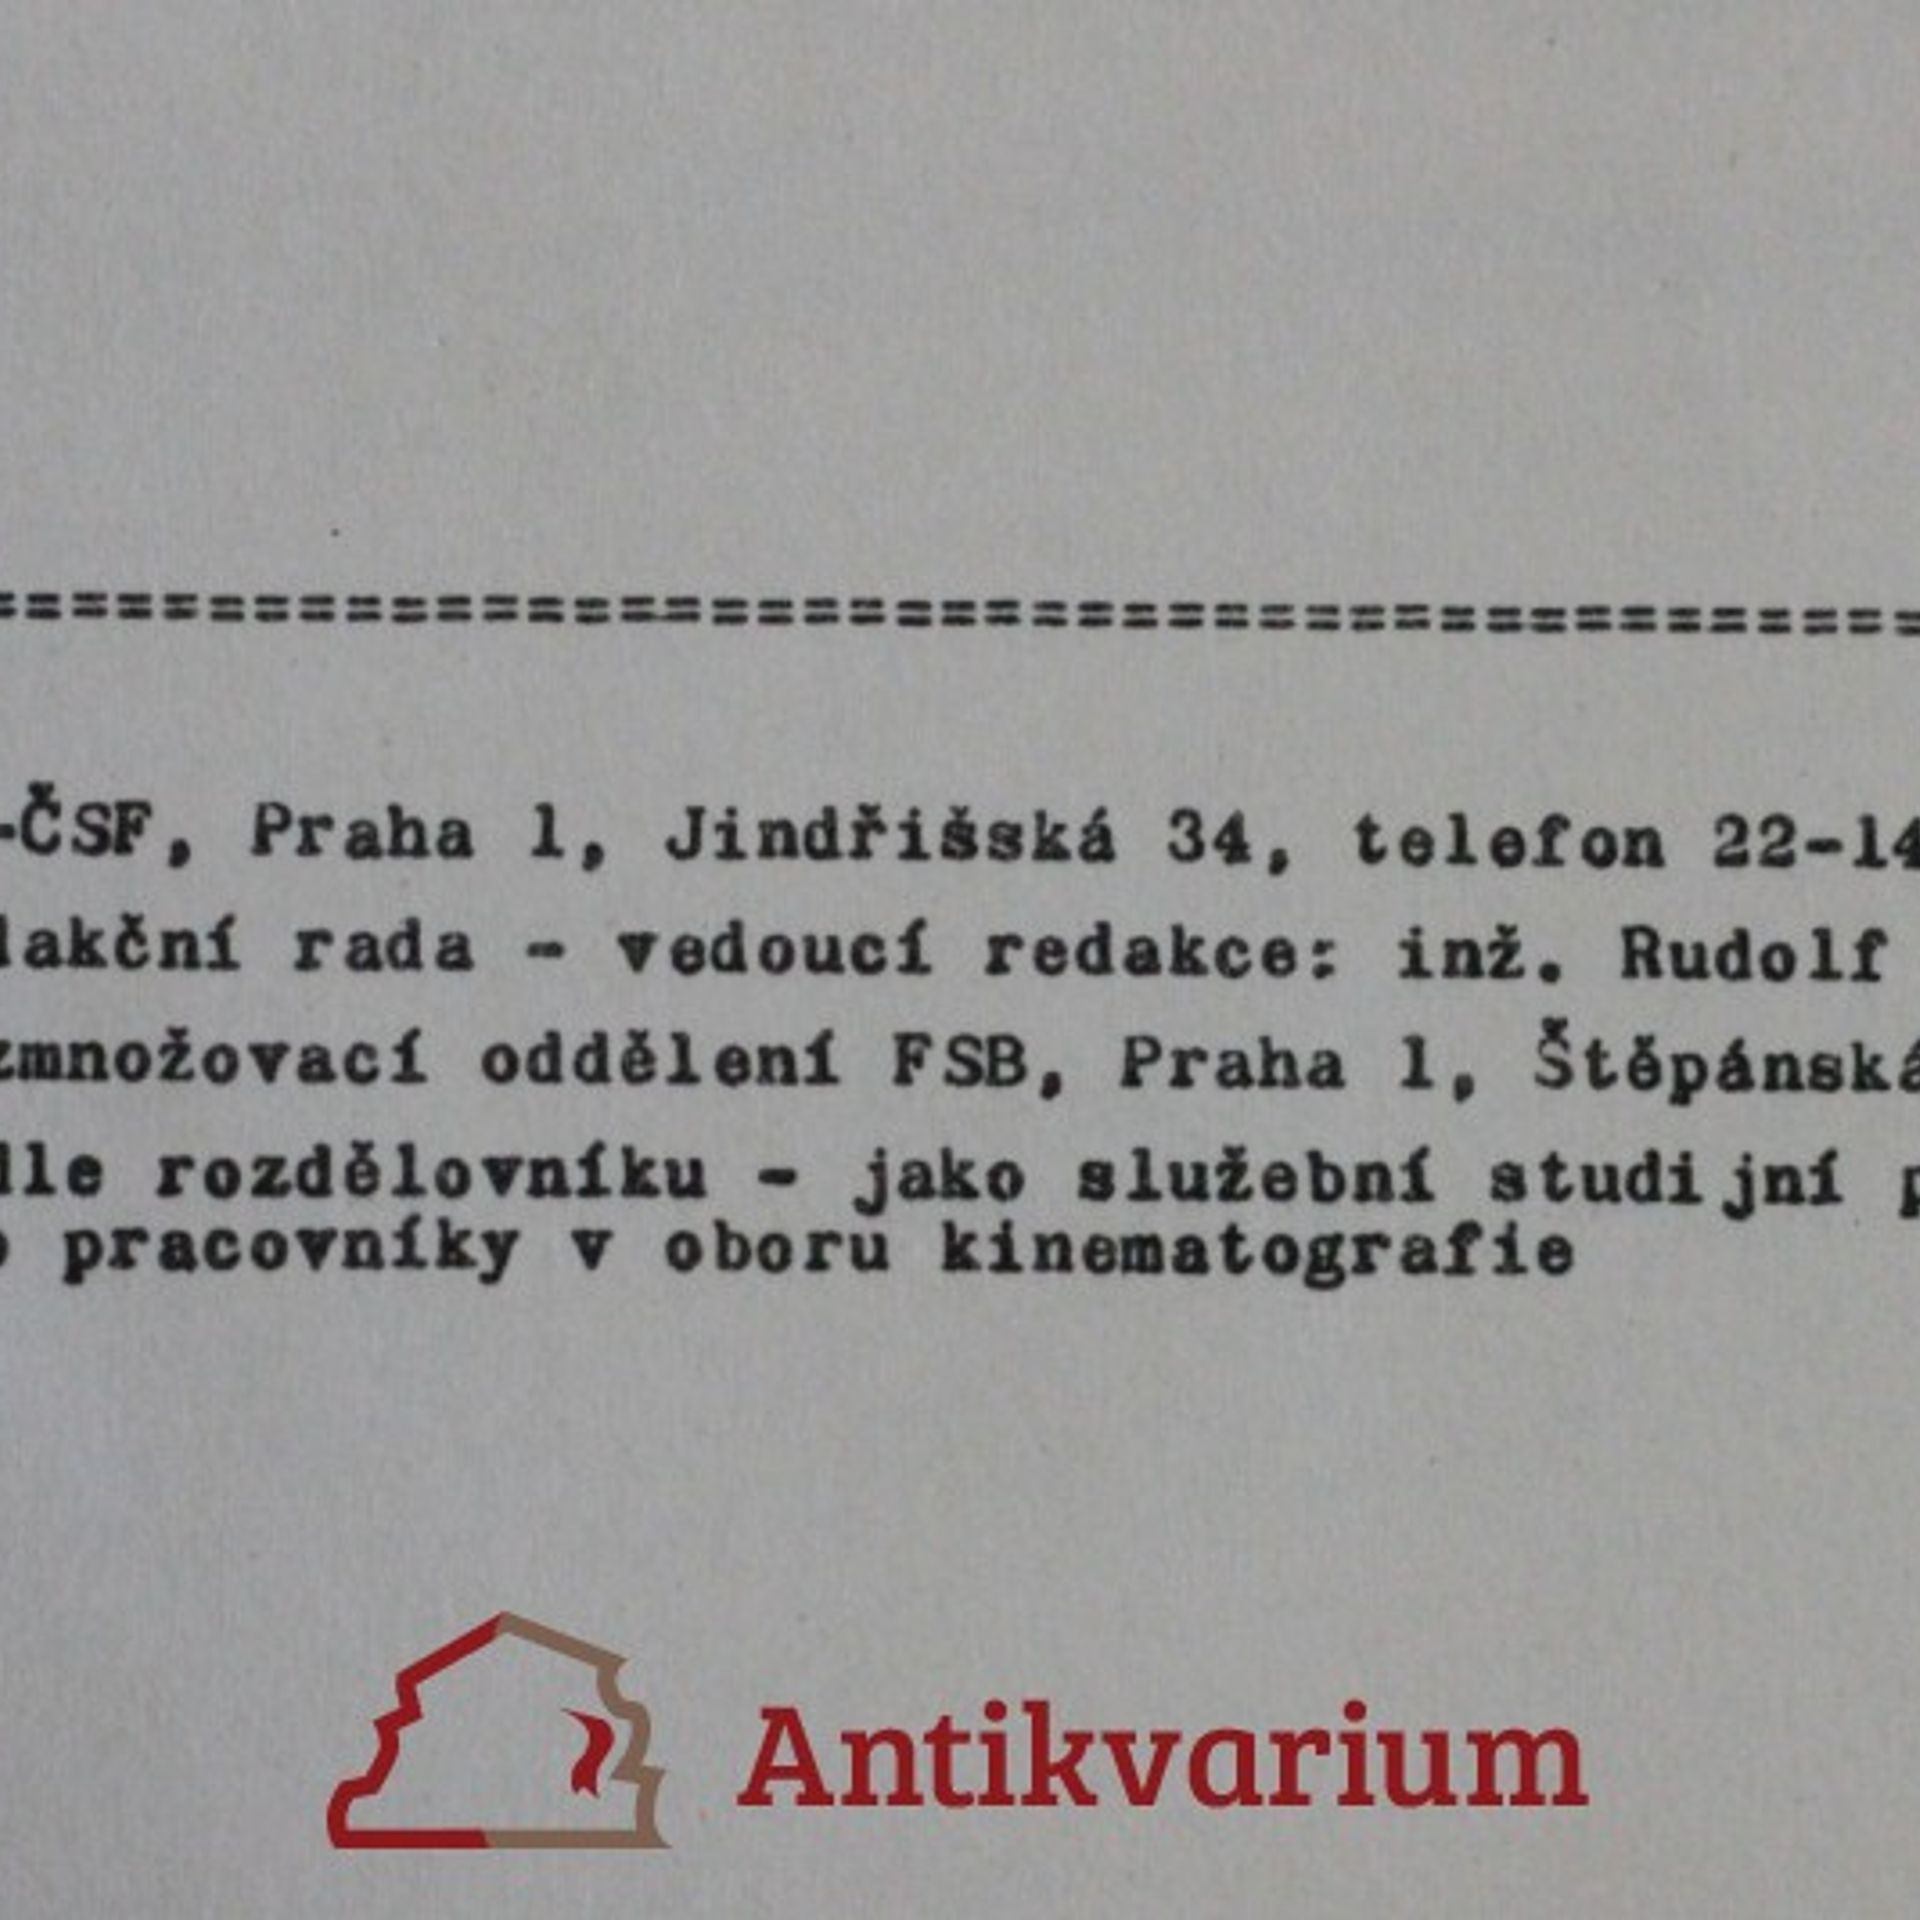 ==========================================
-ČSF, Praha 1, Jindřišská 34, telefon 22-14
dakční rada - vedoucí redakce: inž. Rudolf
zmnožovací oddělení FSB, Praha 1, Štěpánská
dle rozdělovníku - jako služební studijní p
pracovníky v oboru kinematografie
Antikvarium